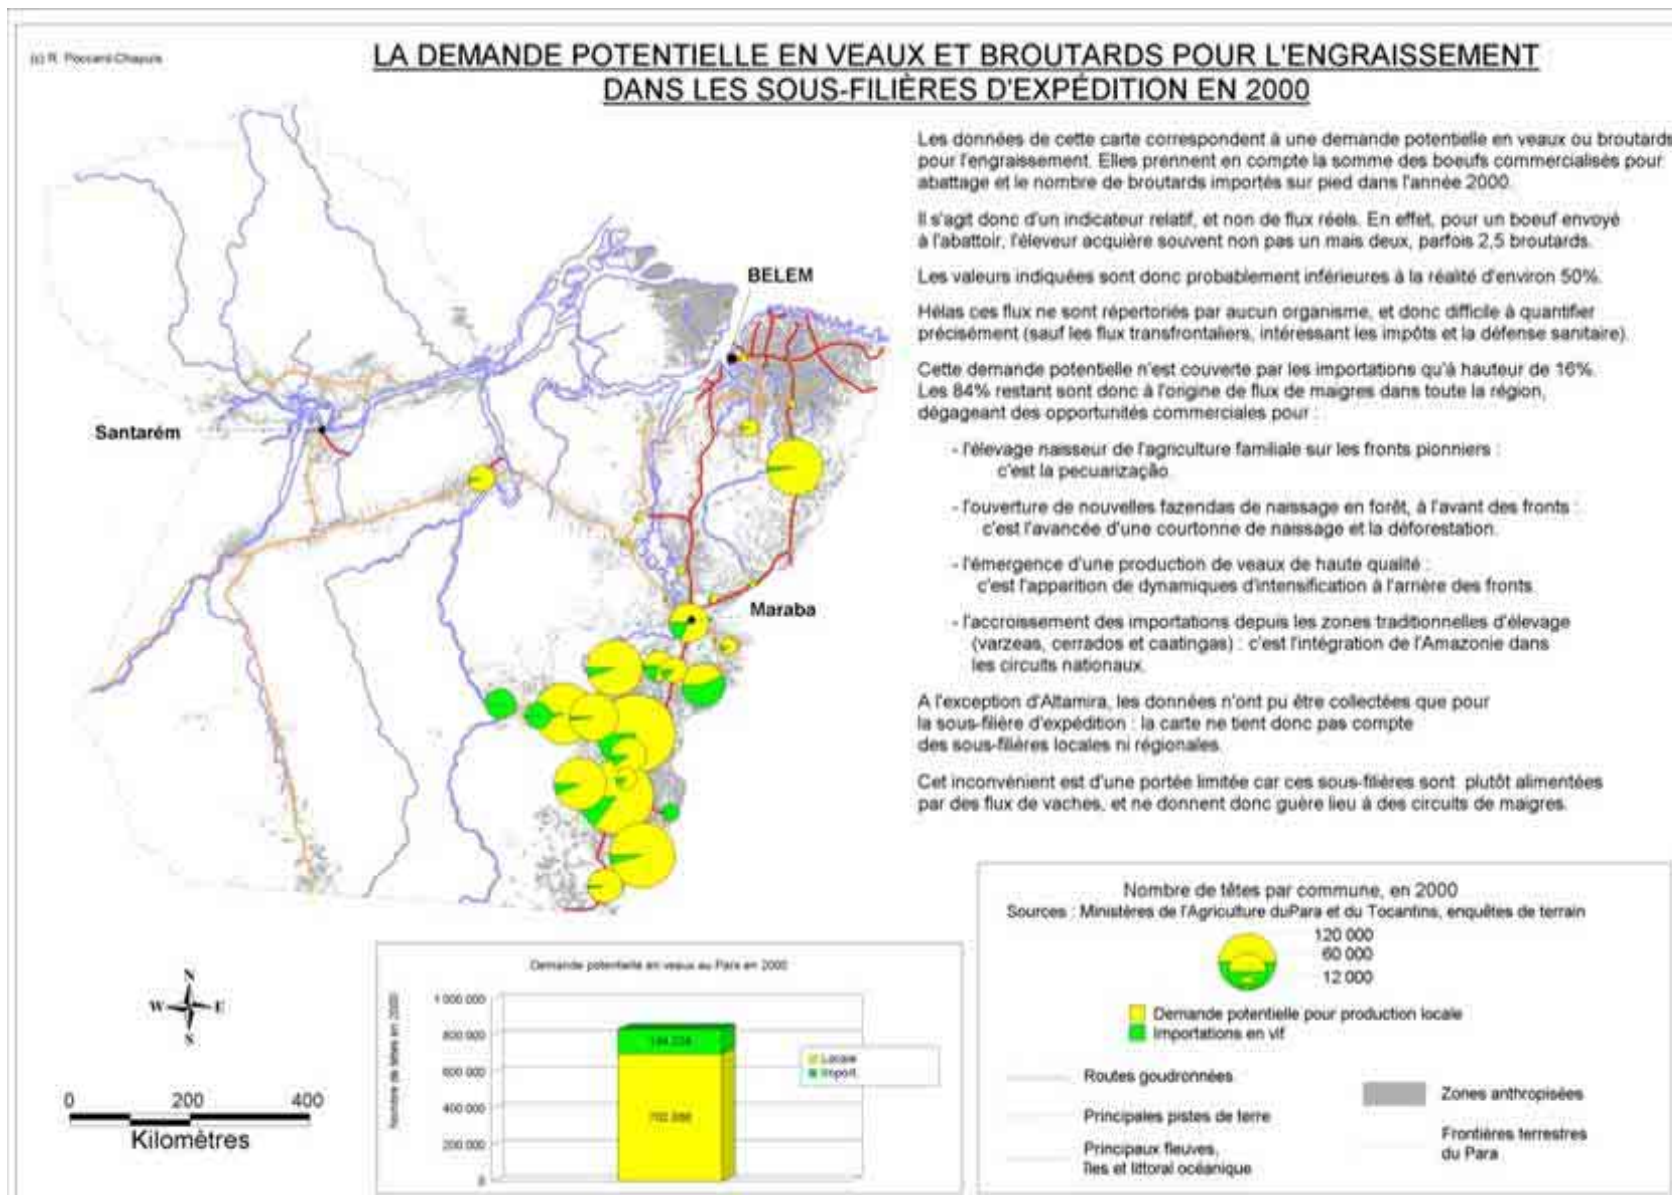 (c) R. Poccard-Chapuis
LA DEMANDE POTENTIELLE EN VEAUX ET BROUTARDS POUR L'ENGRAISSEMENT
DANS LES SOUS-FILIÈRES D'EXPÉDITION EN 2000
Les données de cette carte correspondent à une demande potentielle en veaux ou broutards
pour l'engraissement. Elles prennent en compte la somme des boeufs commercialisés pour
abattage et le nombre de broutards importés sur pied dans l'année 2000.
Il s'agit donc d'un indicateur relatif, et non de flux réels. En effet, pour un boeuf envoyé
à l'abattoir, l'éleveur acquière souvent non pas un mais deux, parfois 2,5 broutards.
Les valeurs indiquées sont donc probablement inférieures à la réalité d'environ 50%.
Hélas ces flux ne sont répertoriés par aucun organisme, et donc difficile à quantifier
précisément (sauf les flux transfrontaliers, intéressant les impôts et la défense sanitaire).
Cette demande potentielle n'est couverte par les importations qu'à hauteur de 16%.
Les 84% restant sont donc à l'origine de flux de maigres dans toute la région,
dégageant des opportunités commerciales pour :
- l'élevage naisseur de l'agriculture familiale sur les fronts pionniers :
c'est la pecuarização.
- l'ouverture de nouvelles fazendas de naissage en forêt, à l'avant des fronts :
c'est l'avancée d'une courtonne de naissage et la déforestation.
- l'émergence d'une production de veaux de haute qualité :
c'est l'apparition de dynamiques d'intensification à l'arrière des fronts.
- l'accroissement des importations depuis les zones traditionnelles d'élevage
(varzeas, cerrados et caatingas) : c'est l'intégration de l'Amazonie dans
les circuits nationaux.
A l'exception d'Altamira, les données n'ont pu être collectées que pour
la sous-filière d'expédition : la carte ne tient donc pas compte
des sous-filières locales ni régionales.
Cet inconvénient est d'une portée limitée car ces sous-filières sont plutôt alimentées
par des flux de vaches, et ne donnent donc guère lieu à des circuits de maigres.
BELEM
Santarém
Maraba
N
W E
S
0 200 400
Kilomètres
Demande potentielle en veaux au Para en 2000
Nombre de têtes en 2000
1 000 000
800 000
600 000
400 000
200 000
0
Locale
Import.
Nombre de têtes par commune, en 2000
Sources : Ministères de l'Agriculture duPara et du Tocantins, enquêtes de terrain
120 000
60 000
12 000
Demande potentielle pour production locale
Importations en vif
Routes goudronnées
Principales pistes de terre
Principaux fleuves,
îles et littoral océanique
Zones anthropisées
Frontières terrestres
du Para